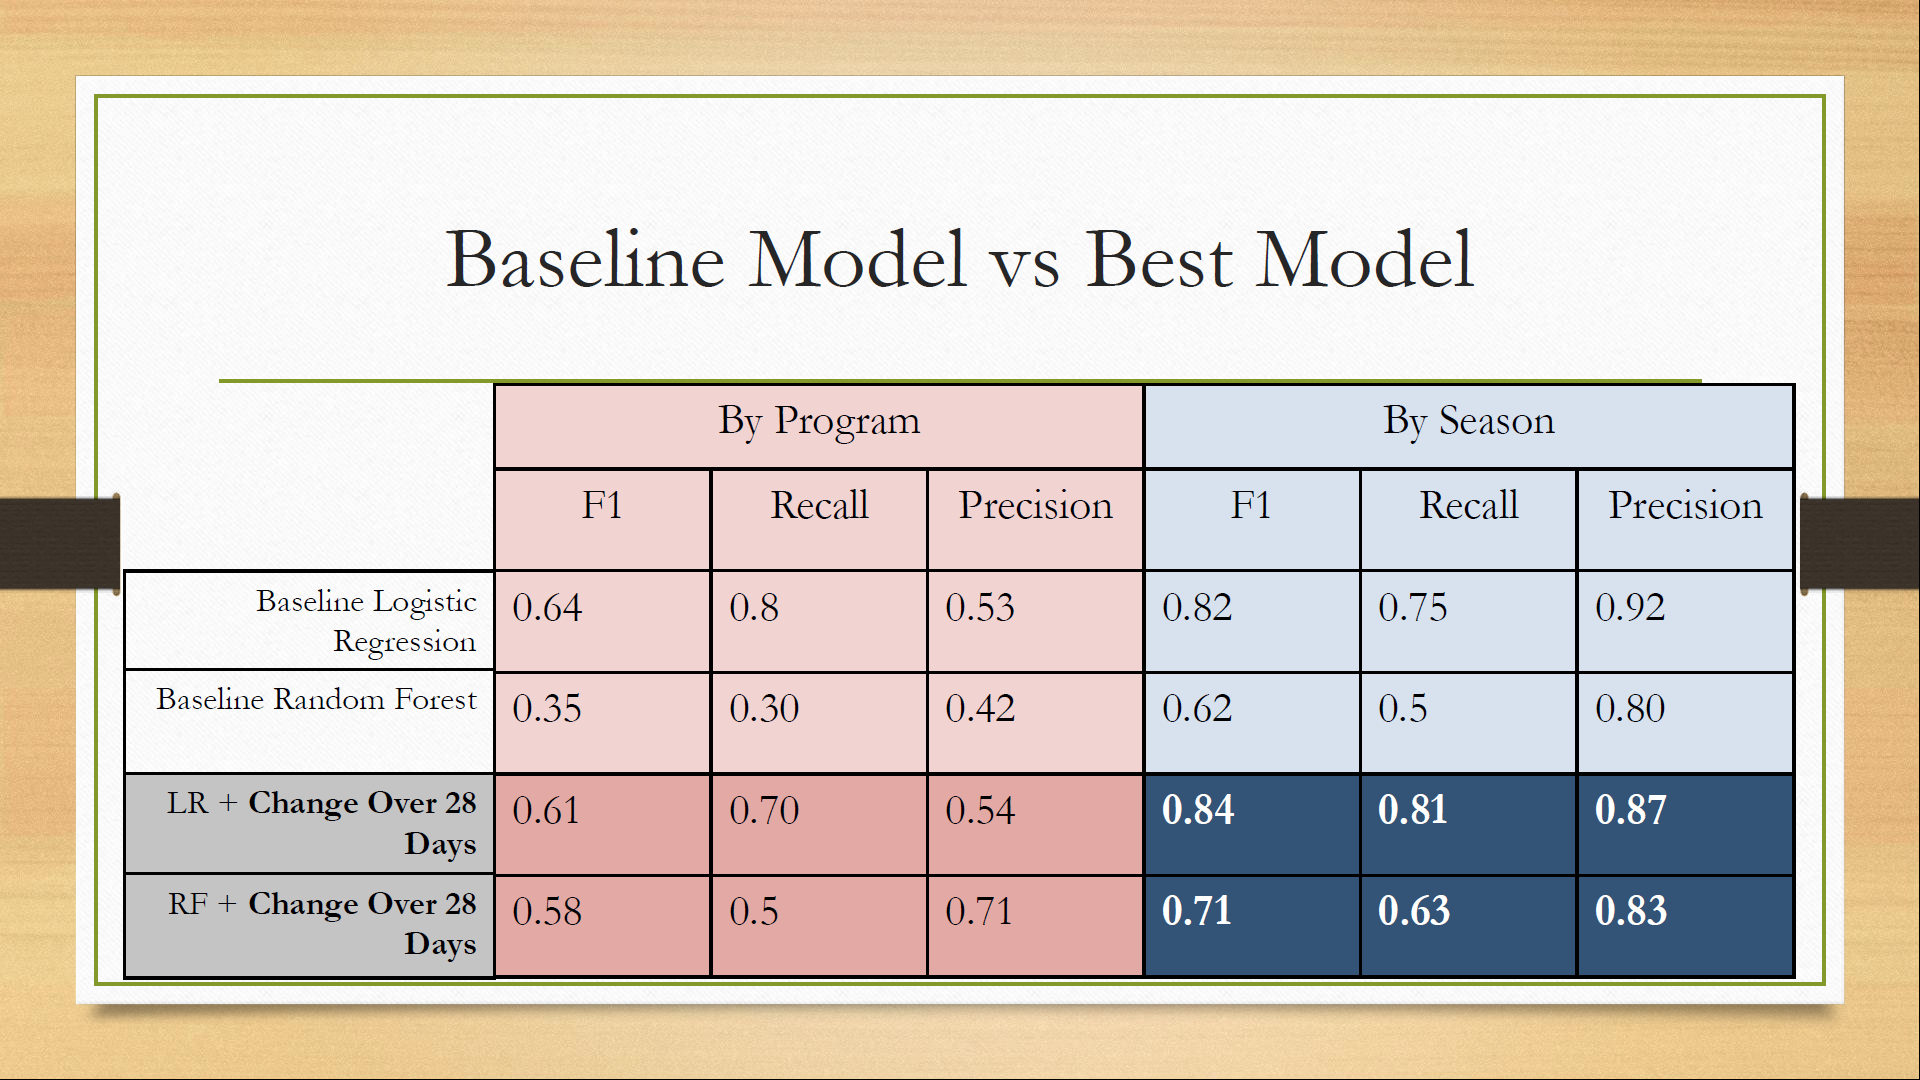 Baseline Model vs Best Model
By Program By Season
F1 Recall Precision F1 Recall Precision
Baseline Logistic
Regression
0.64 0.8 0.53 0.82 0.75 0.92
Baseline Random Forest
0.35 0.30 0.42 0.62 0.5 0.80
LR + Change Over 28
Days
0.61 0.70 0.54 0.84 0.81 0.87
RF + Change Over 28
Days
0.58 0.5 0.71 0.71 0.63 0.83